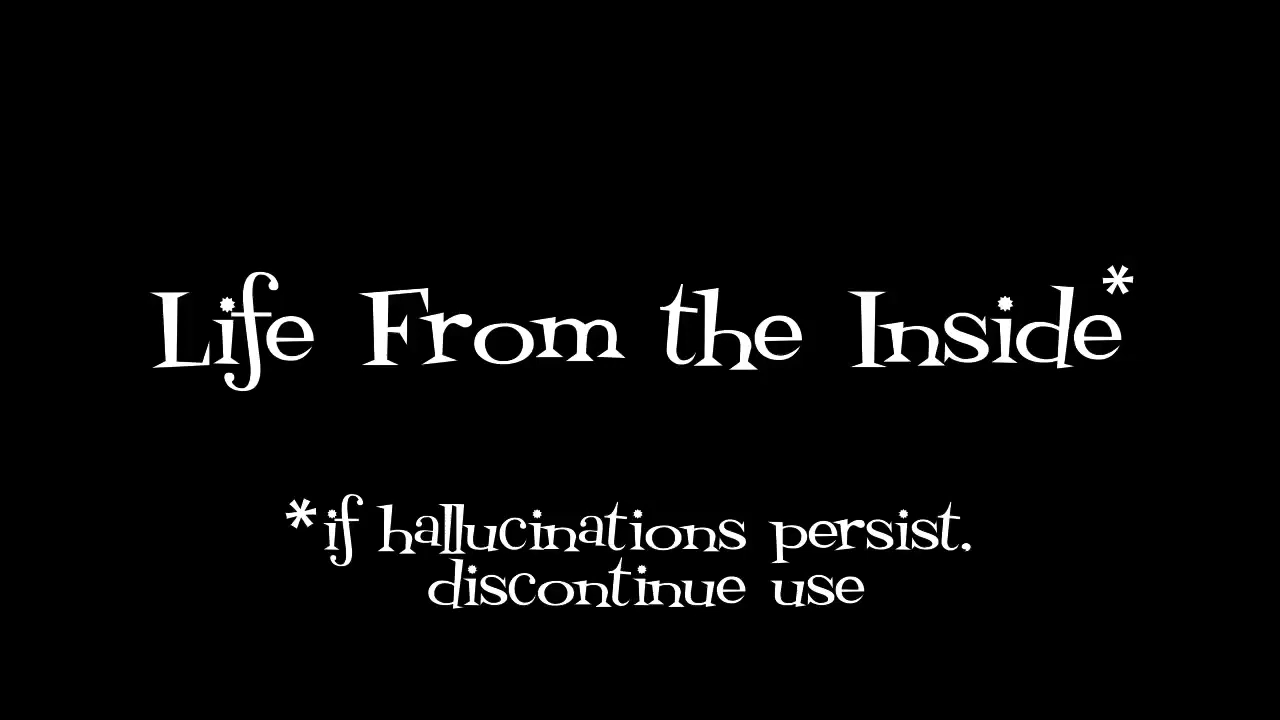 Life From the Inside*
*if hallucinations persist,
discontinue use